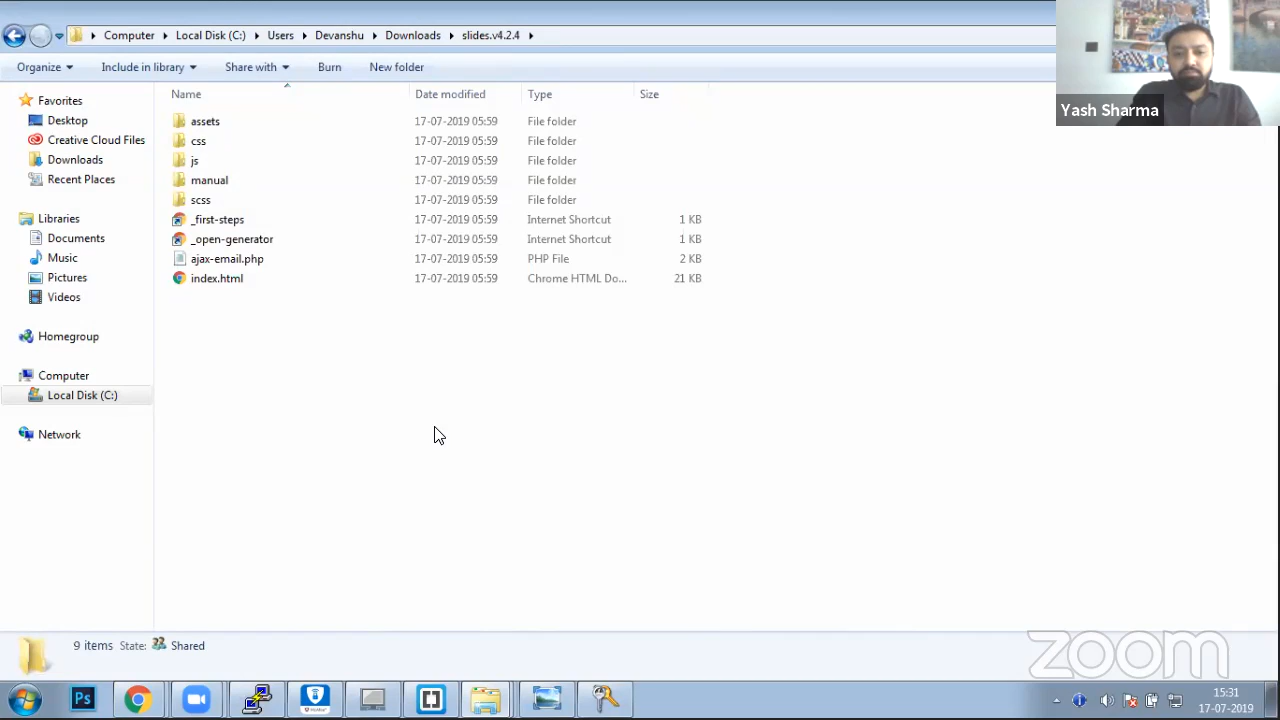 Computer Local Disk (C:) Users Devanshu Downloads slides.v4.2.4
Organize Include in library Share with Burn New folder
Yash Sharma
Favorites
Desktop
Creative Cloud Files
Downloads
Recent Places
Libraries
Documents
Music
Pictures
Videos
Homegroup
Computer
Local Disk (C:)
Network
Name Date modified Type Size
assets 17-07-2019 05:59 File folder
css 17-07-2019 05:59 File folder
js 17-07-2019 05:59 File folder
manual 17-07-2019 05:59 File folder
scss 17-07-2019 05:59 File folder
_first-steps 17-07-2019 05:59 Internet Shortcut 1 KB
_open-generator 17-07-2019 05:59 Internet Shortcut 1 KB
ajax-email.php 17-07-2019 05:59 PHP File 2 KB
index.html 17-07-2019 05:59 Chrome HTML Do... 21 KB
9 items State: Shared
zoom
Ps
15:31
17-07-2019